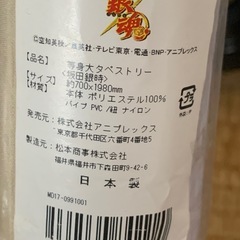 銀魂
©空知英秋／集英社・テレビ東京・電通・BNP・アニプレックス
【品名】 等身大タペストリー
(坂田銀時)
【サイズ】 約700×1980mm
【材質】 本体 ポリエステル100%
パイプ PVC ／紐 ナイロン
プラ
発売元：株式会社アニプレックス
東京都千代田区六番町4番地5
製造元：松本商事株式会社
福井県福井市下森田町9-42-6
日本製
MD17-0991001